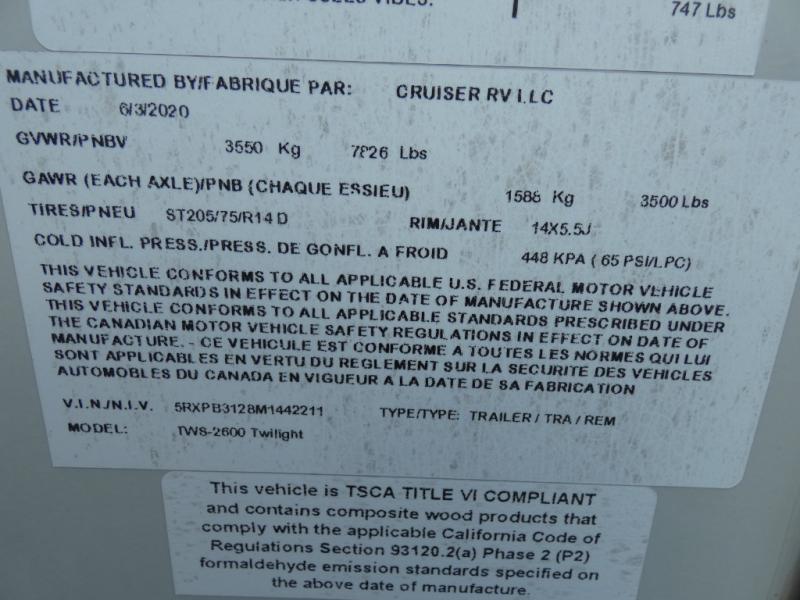 747 Lbs
MANUFACTURED BY/FABRIQUE PAR: CRUISER RV LLC
DATE 6/3/2020
GVWR/PNBV 3550 Kg 7826 Lbs
GAWR (EACH AXLE)/PNB (CHAQUE ESSIEU) 1588 Kg 3500 Lbs
TIRES/PNEU ST205/75/R14 D RIM/JANTE 14X5.5J
COLD INFL. PRESS./PRESS. DE GONFL. A FROID 448 KPA ( 65 PSI/LPC)
THIS VEHICLE CONFORMS TO ALL APPLICABLE U.S. FEDERAL MOTOR VEHICLE
SAFETY STANDARDS IN EFFECT ON THE DATE OF MANUFACTURE SHOWN ABOVE.
THIS VEHICLE CONFORMS TO ALL APPLICABLE STANDARDS PRESCRIBED UNDER
THE CANADIAN MOTOR VEHICLE SAFETY REGULATIONS IN EFFECT ON DATE OF
MANUFACTURE. - CE VEHICULE EST CONFORME A TOUTES LES NORMES QUI LUI
SONT APPLICABLES EN VERTU DU REGLEMENT SUR LA SECURITE DES VEHICLES
AUTOMOBILES DU CANADA EN VIGUEUR A LA DATE DE SA FABRICATION
V.I.N./N.I.V. 5RXPB3128M1442211 TYPE/TYPE: TRAILER / TRA / REM
MODEL: TWS-2600 Twilight
This vehicle is TSCA TITLE VI COMPLIANT
and contains composite wood products that
comply with the applicable California Code of
Regulations Section 93120.2(a) Phase 2 (P2)
formaldehyde emission standards specified on
the above date of manufacture.